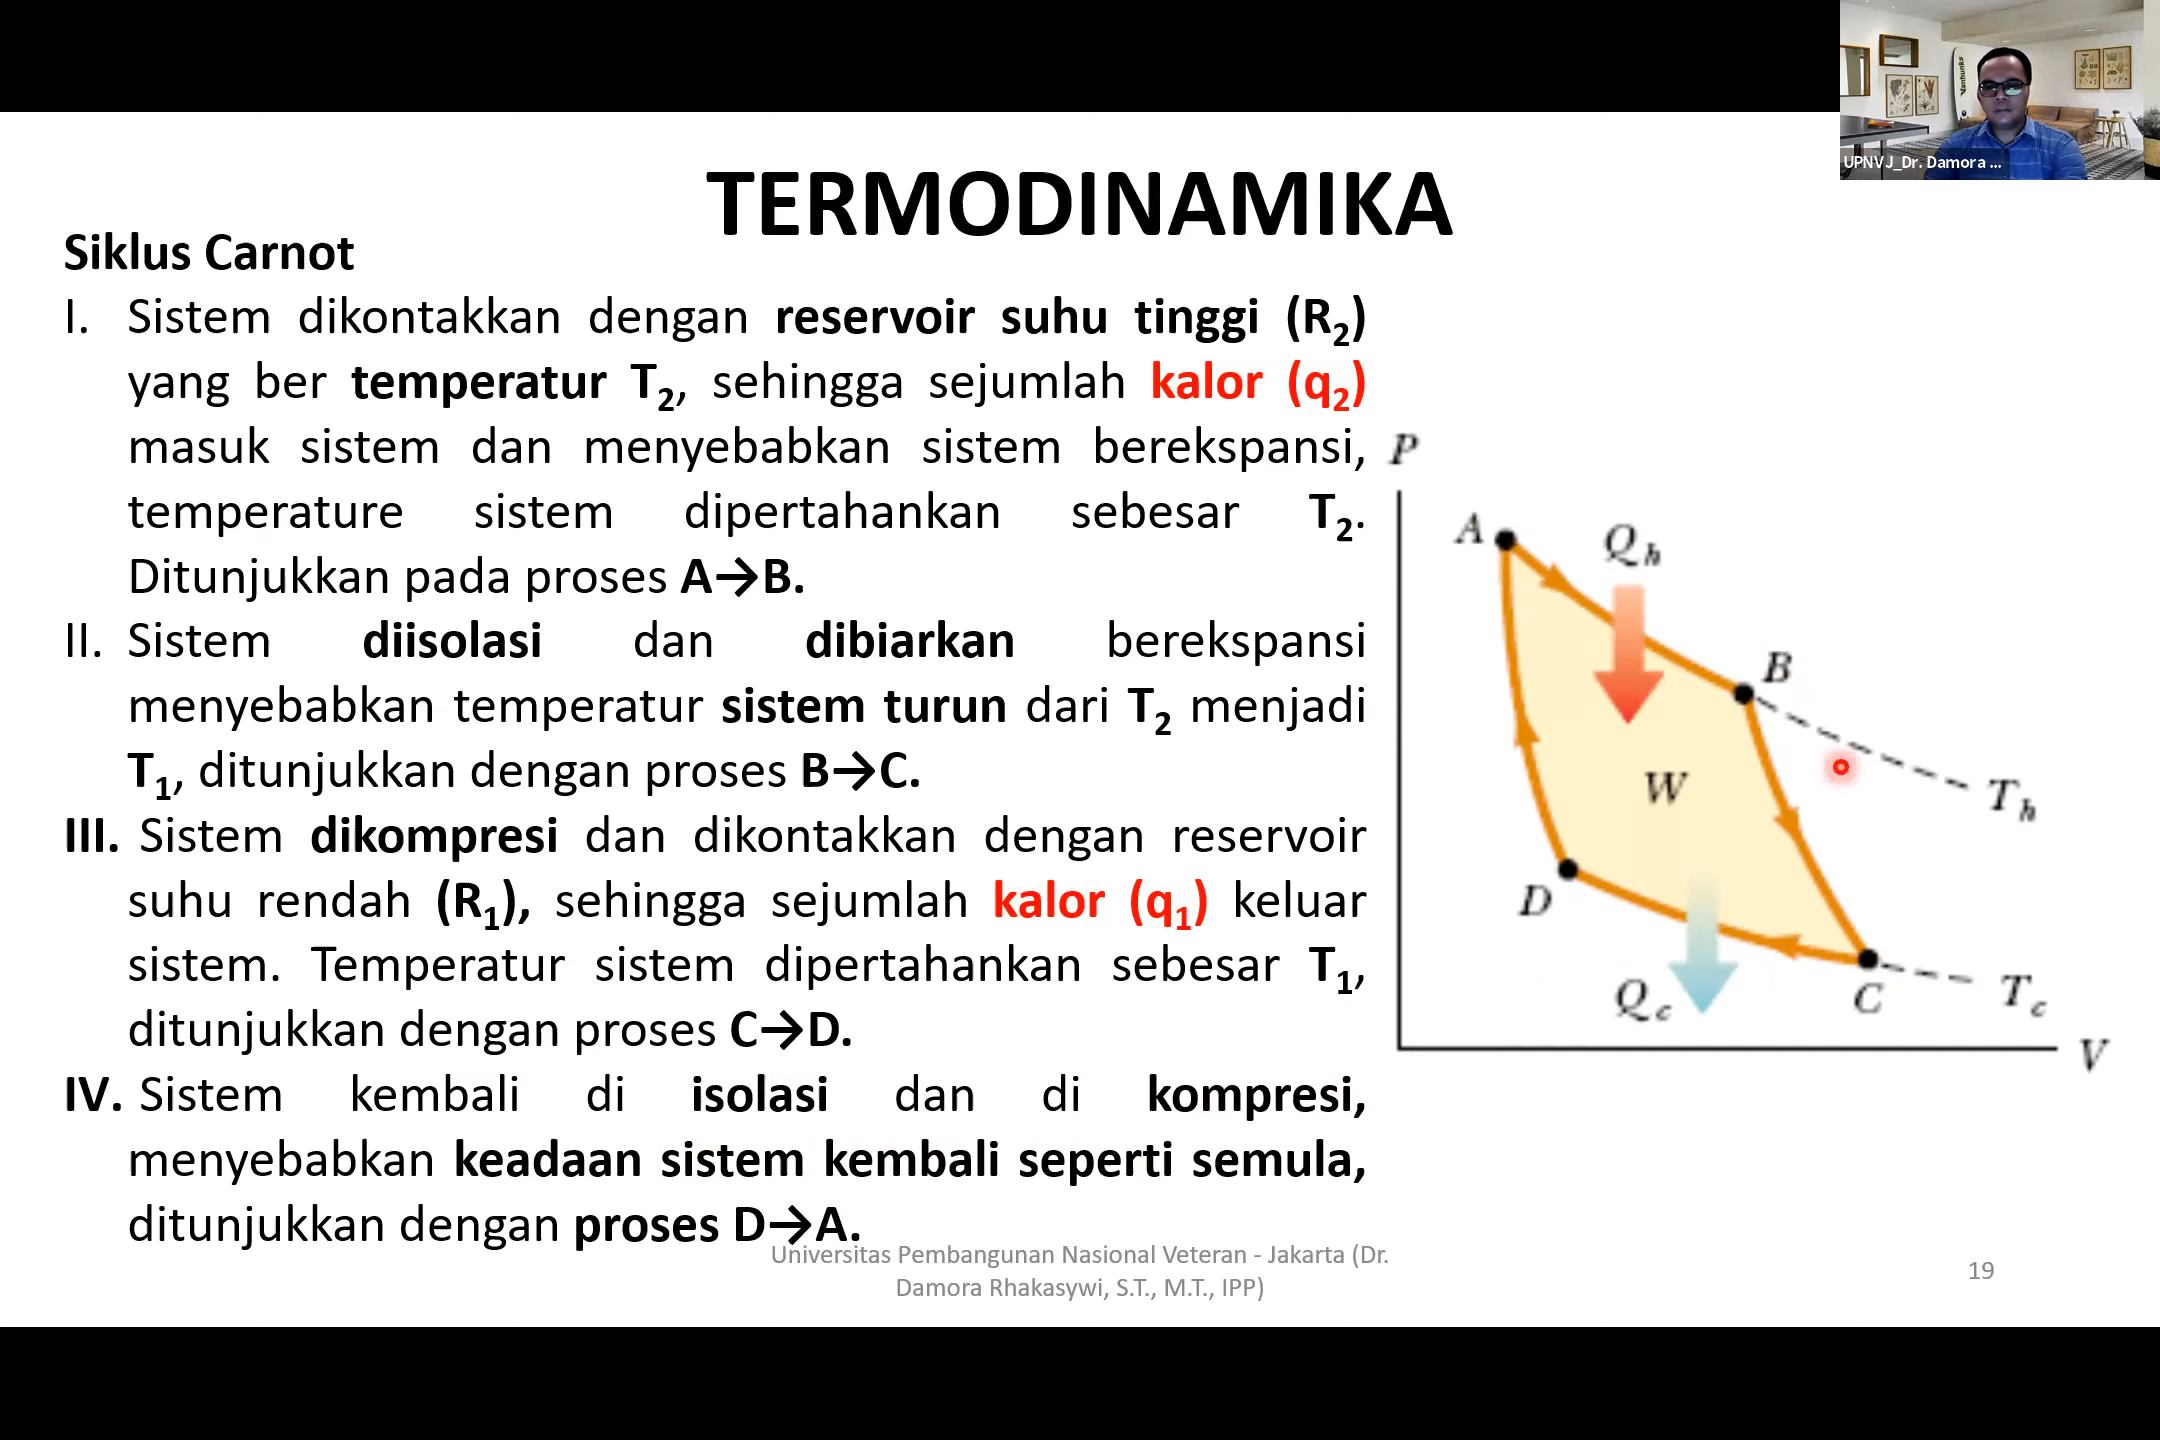 UPNVJ_Dr. Damora ...
TERMODINAMIKA
Siklus Carnot
I. Sistem dikontakkan dengan reservoir suhu tinggi (R₂)
yang ber temperatur T₂, sehingga sejumlah kalor (q₂)
masuk sistem dan menyebabkan sistem berekspansi,
temperature sistem dipertahankan sebesar T₂.
Ditunjukkan pada proses A→B.
II. Sistem diisolasi dan dibiarkan berekspansi
menyebabkan temperatur sistem turun dari T₂ menjadi
T₁, ditunjukkan dengan proses B→C.
III. Sistem dikompresi dan dikontakkan dengan reservoir
suhu rendah (R₁), sehingga sejumlah kalor (q₁) keluar
sistem. Temperatur sistem dipertahankan sebesar T₁,
ditunjukkan dengan proses C→D.
IV. Sistem kembali di isolasi dan di kompresi,
menyebabkan keadaan sistem kembali seperti semula,
ditunjukkan dengan proses D→A.
P
A
Qh
B
W
Th
D
Qc
C
Tc
V
Universitas Pembangunan Nasional Veteran - Jakarta (Dr.
Damora Rhakasywi, S.T., M.T., IPP)
19
Vanhunks